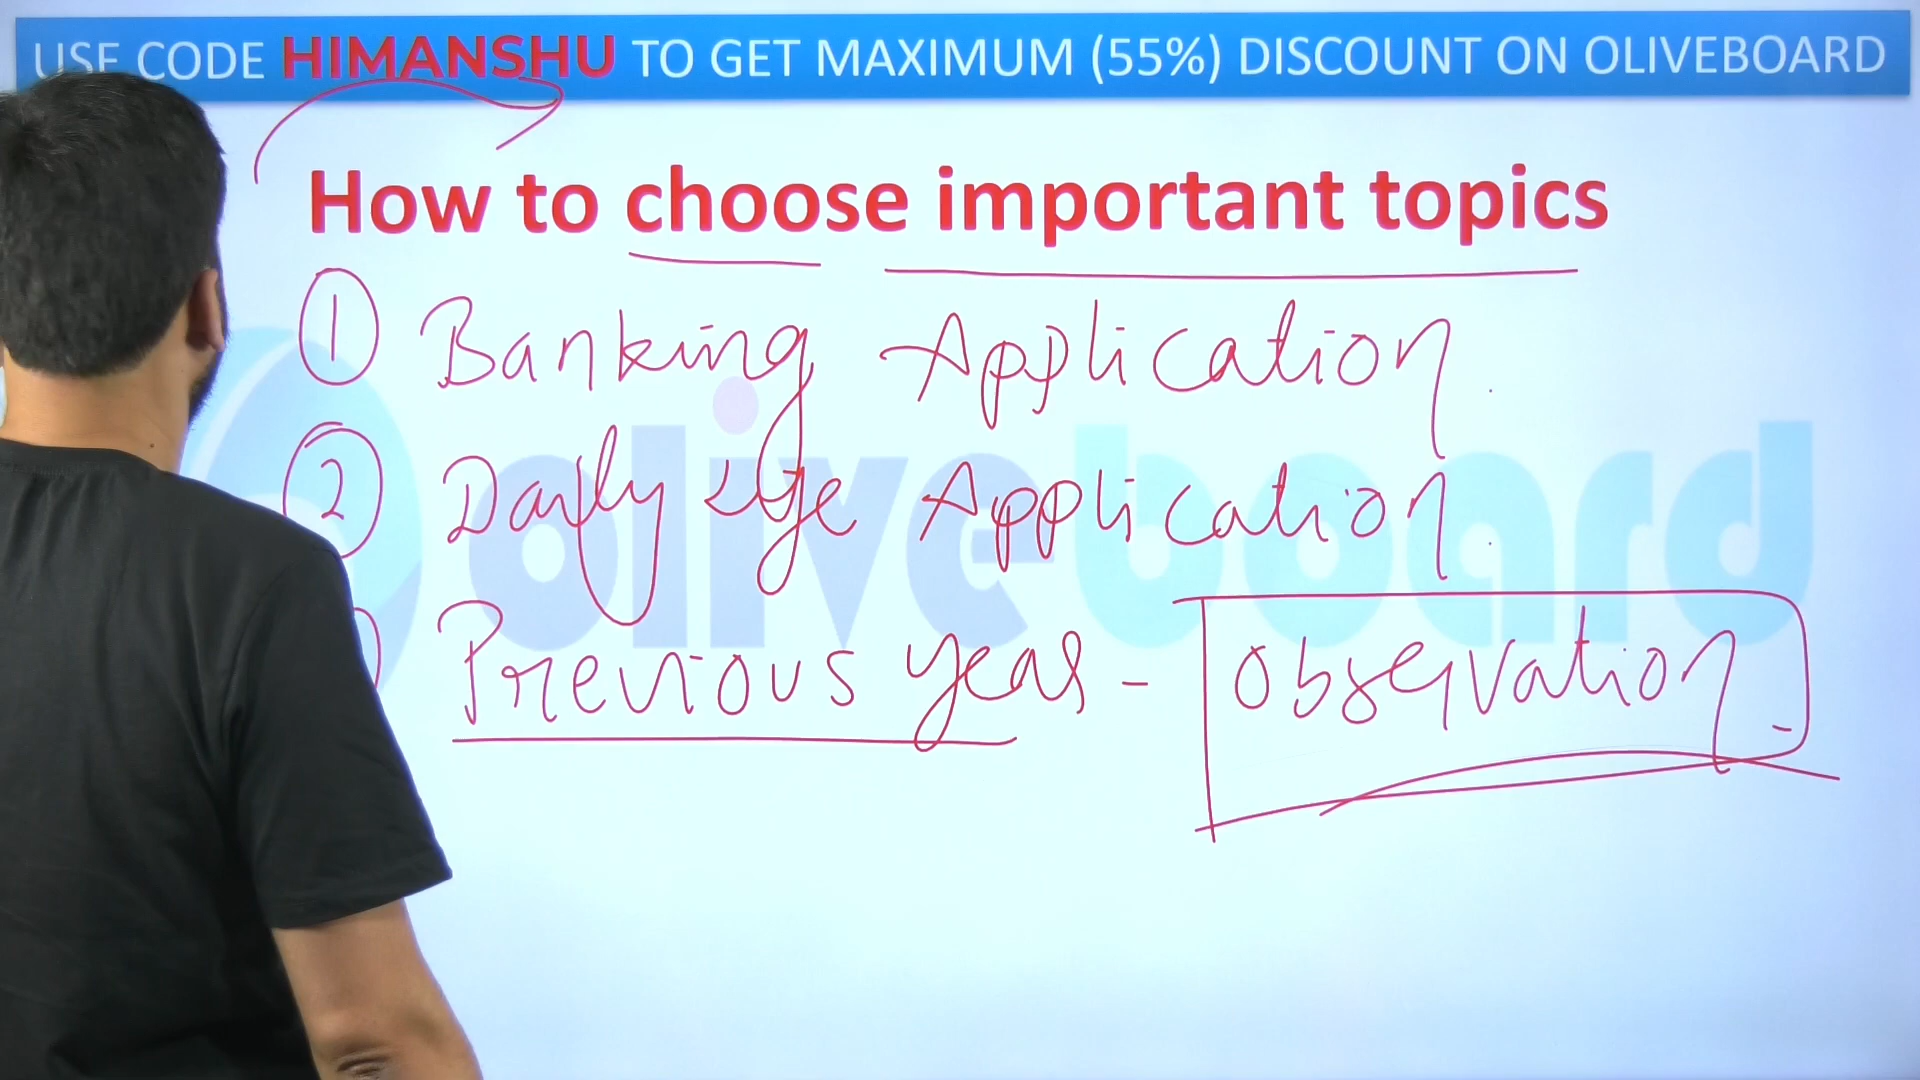 USE CODE HIMANSHU TO GET MAXIMUM (55%) DISCOUNT ON OLIVEBOARD
How to choose important topics
1 Banking Application.
2 Daily life Application.
Previous year - Observation
oliveboard